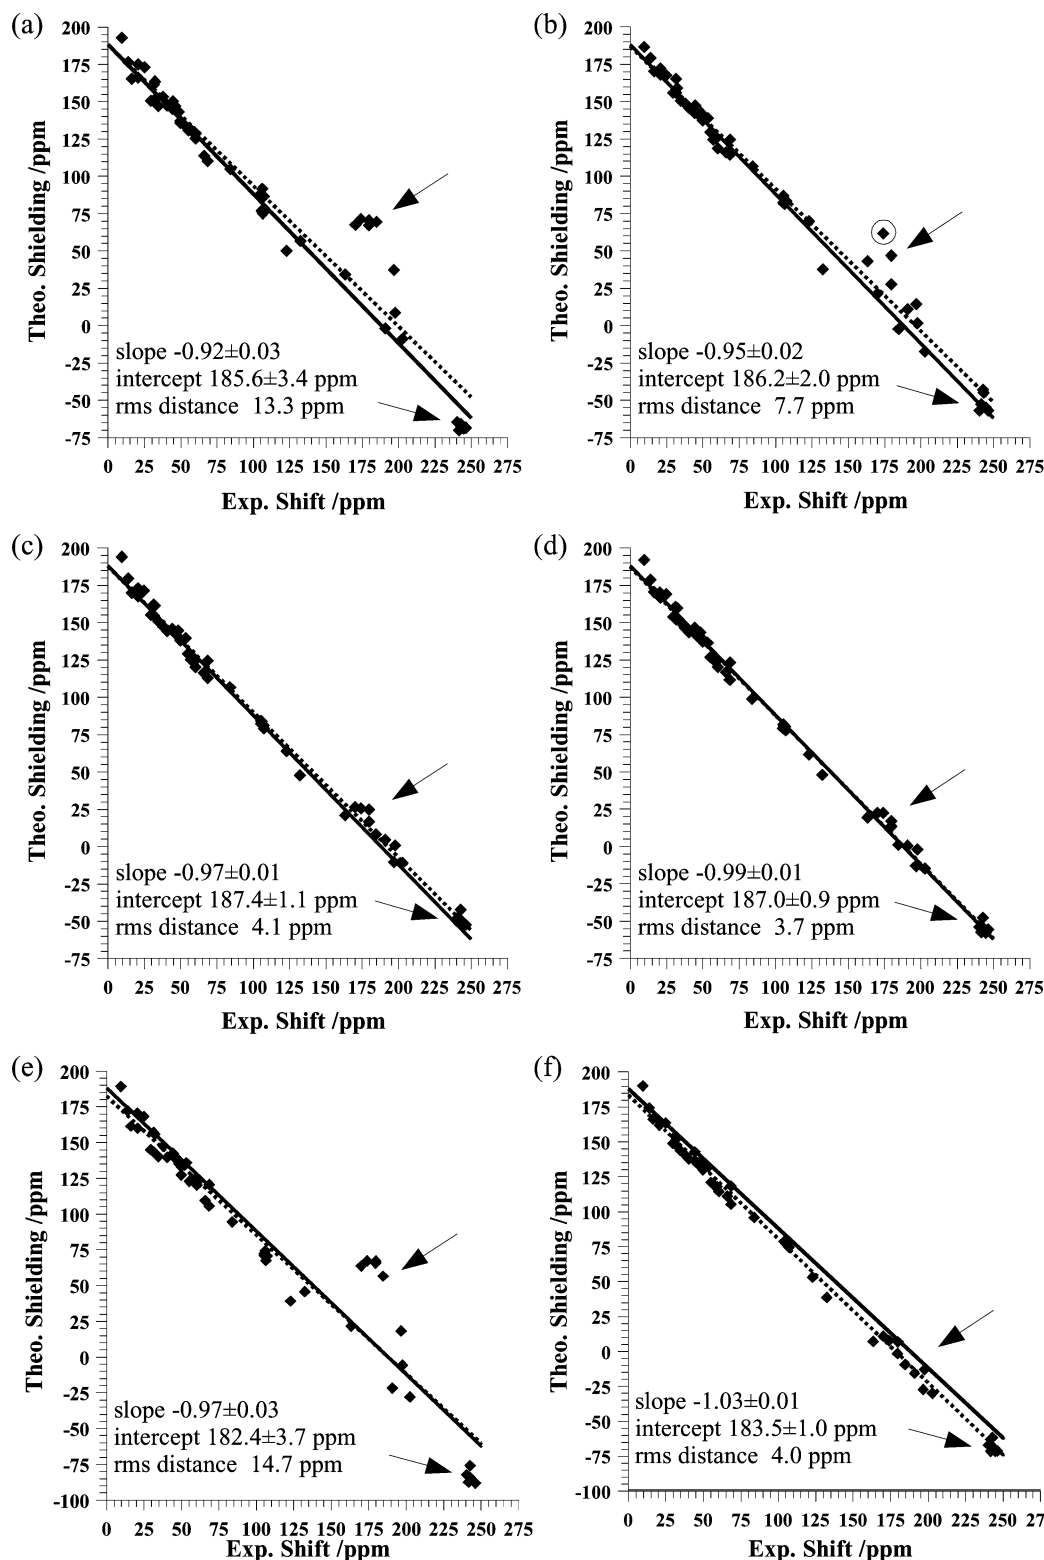 (a)
200
175
150
125
100
75
50
25
0
-25
-50
-75
Theo. Shielding /ppm
slope -0.92±0.03
intercept 185.6±3.4 ppm
rms distance 13.3 ppm
0 25 50 75 100 125 150 175 200 225 250 275
Exp. Shift /ppm
(b)
200
175
150
125
100
75
50
25
0
-25
-50
-75
Theo. Shielding /ppm
slope -0.95±0.02
intercept 186.2±2.0 ppm
rms distance 7.7 ppm
0 25 50 75 100 125 150 175 200 225 250 275
Exp. Shift /ppm
(c)
200
175
150
125
100
75
50
25
0
-25
-50
-75
Theo. Shielding /ppm
slope -0.97±0.01
intercept 187.4±1.1 ppm
rms distance 4.1 ppm
0 25 50 75 100 125 150 175 200 225 250 275
Exp. Shift /ppm
(d)
200
175
150
125
100
75
50
25
0
-25
-50
-75
Theo. Shielding /ppm
slope -0.99±0.01
intercept 187.0±0.9 ppm
rms distance 3.7 ppm
0 25 50 75 100 125 150 175 200 225 250 275
Exp. Shift /ppm
(e)
200
175
150
125
100
75
50
25
0
-25
-50
-75
-100
Theo. Shielding /ppm
slope -0.97±0.03
intercept 182.4±3.7 ppm
rms distance 14.7 ppm
0 25 50 75 100 125 150 175 200 225 250 275
Exp. Shift /ppm
(f)
200
175
150
125
100
75
50
25
0
-25
-50
-75
-100
Theo. Shielding /ppm
slope -1.03±0.01
intercept 183.5±1.0 ppm
rms distance 4.0 ppm
0 25 50 75 100 125 150 175 200 225 250 275
Exp. Shift /ppm